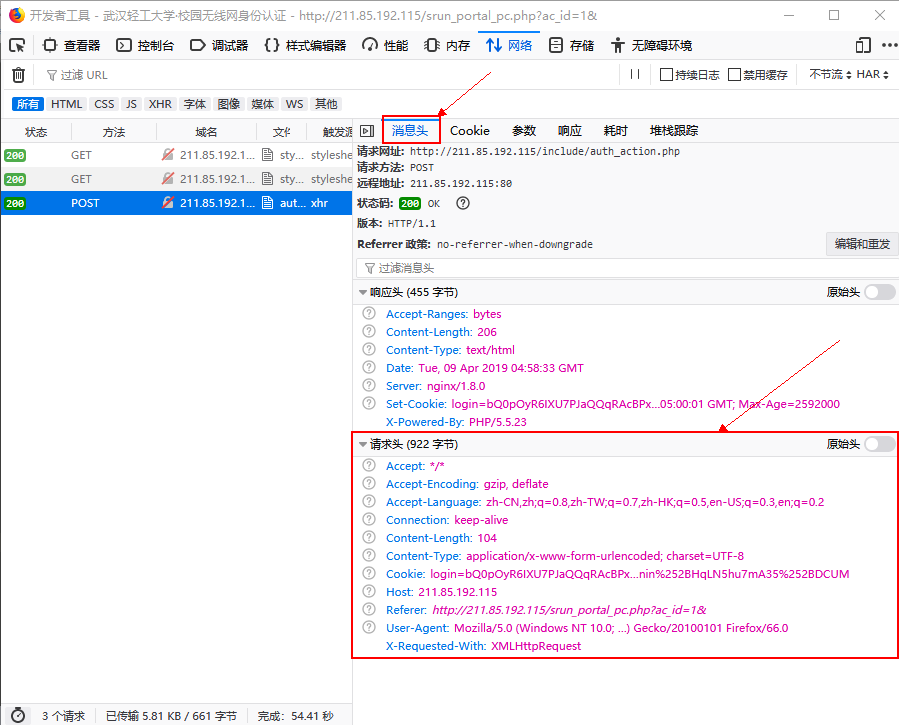 开发者工具 - 武汉轻工大学·校园无线网身份认证 - http://211.85.192.115/srun_portal_pc.php?ac_id=1&
查看器 控制台 调试器 样式编辑器 性能 内存 网络 存储 无障碍环境
过滤 URL 持续日志 禁用缓存 不节流 HAR
所有 HTML CSS JS XHR 字体 图像 媒体 WS 其他
状态 方法 域名 文件 触发源
消息头 Cookie 参数 响应 耗时 堆栈跟踪
200 GET 211.85.192.1... sty... styleshe
200 GET 211.85.192.1... sty... styleshe
200 POST 211.85.192.1... aut... xhr
请求网址: http://211.85.192.115/include/auth_action.php
请求方法: POST
远程地址: 211.85.192.115:80
状态码: 200 OK
版本: HTTP/1.1
Referrer 政策: no-referrer-when-downgrade 编辑和重发
过滤消息头
响应头 (455 字节) 原始头
Accept-Ranges: bytes
Content-Length: 206
Content-Type: text/html
Date: Tue, 09 Apr 2019 04:58:33 GMT
Server: nginx/1.8.0
Set-Cookie: login=bQ0pOyR6IXU7PJaQQqRAcBPx...05:00:01 GMT; Max-Age=2592000
X-Powered-By: PHP/5.5.23
请求头 (922 字节) 原始头
Accept: */*
Accept-Encoding: gzip, deflate
Accept-Language: zh-CN,zh;q=0.8,zh-TW;q=0.7,zh-HK;q=0.5,en-US;q=0.3,en;q=0.2
Connection: keep-alive
Content-Length: 104
Content-Type: application/x-www-form-urlencoded; charset=UTF-8
Cookie: login=bQ0pOyR6IXU7PJaQQqRAcBPx...nin%252BHqLN5hu7mA35%252BDCUM
Host: 211.85.192.115
Referer: http://211.85.192.115/srun_portal_pc.php?ac_id=1&
User-Agent: Mozilla/5.0 (Windows NT 10.0; ...) Gecko/20100101 Firefox/66.0
X-Requested-With: XMLHttpRequest
3 个请求 已传输 5.81 KB / 661 字节 完成: 54.41 秒